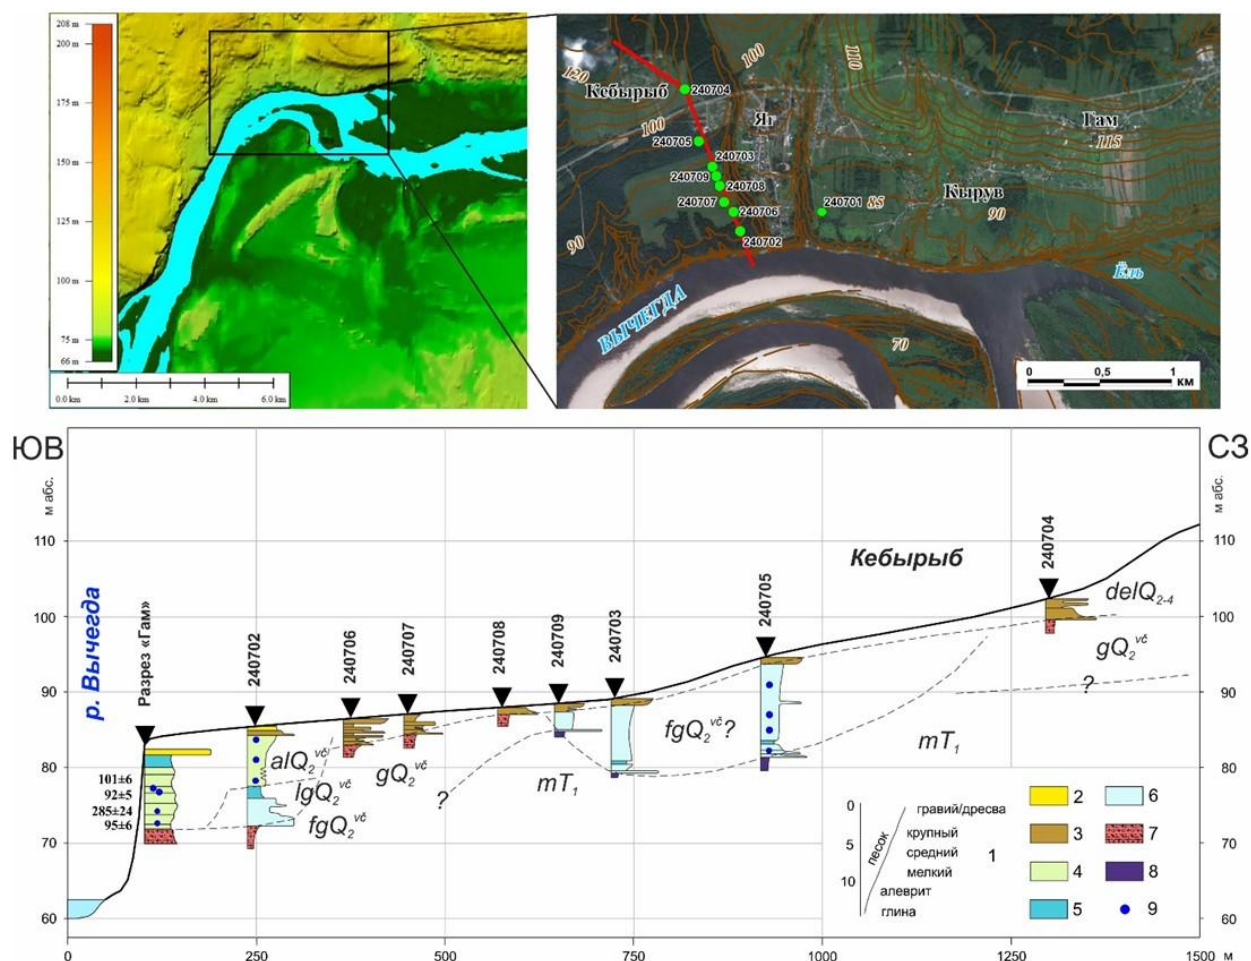 208 m
200 m
175 m
150 m
125 m
100 m
75 m
66 m
0.0 km 2.0 km 4.0 km 6.0 km
120
100
110
Кебырыб
240704
Яг
Гам
100
240705
115
240703
240709
240708
Кырув
240707
240701
85
90
240706
90
240702
Ёль
ВЫЧЕГДА
70
0 0,5 1
км
ЮВ
СЗ
м абс.
м абс.
110
100
90
80
70
60
110
100
90
80
70
60
р. Вычегда
Разрез «Гам»
240702
240706
240707
240708
240709
240703
240705
240704
Кебырыб
delQ2-4
gQ2vč
?
fgQ2vč?
mT1
alQ2vč
gQ2vč
mT1
lgQ2vč
?
fgQ2vč
101±6
92±5
285±24
95±6
0
5
10
песок
гравий/дресва
крупный
средний
мелкий
алеврит
глина
1
2
3
4
5
6
7
8
9
0 250 500 750 1000 1250 1500 м